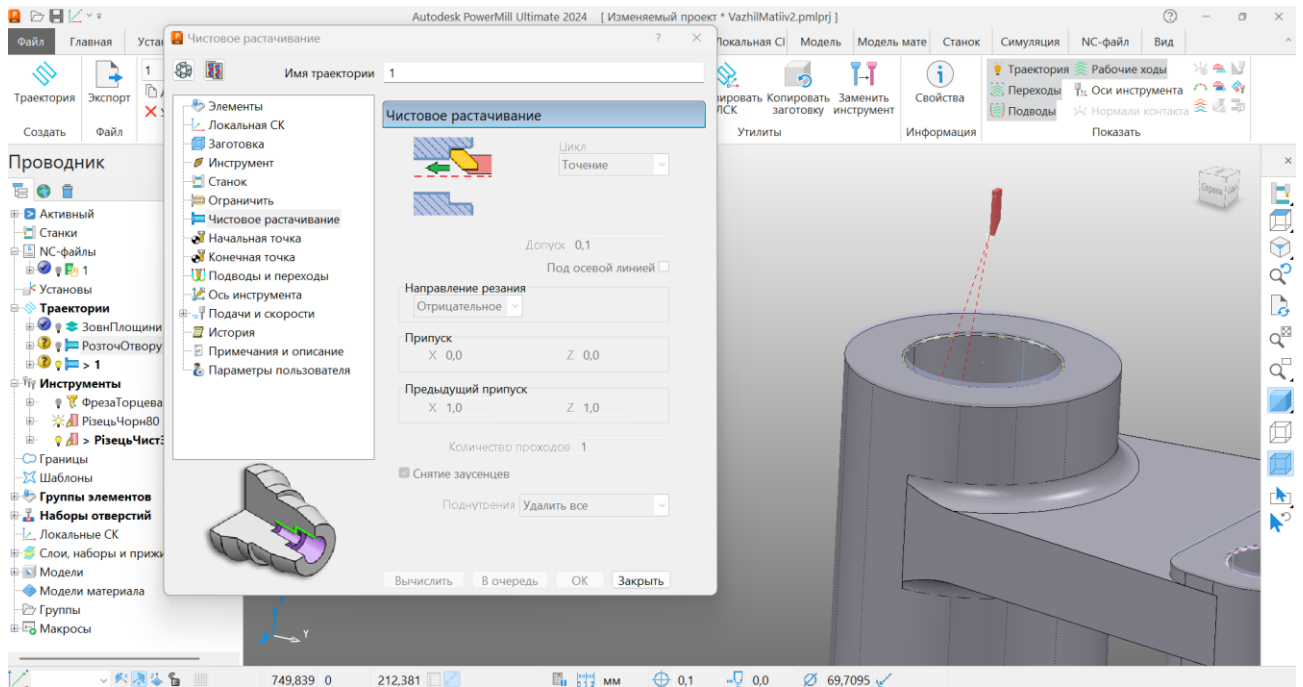 Autodesk PowerMill Ultimate 2024 [ Изменяемый проект * VazhilMatiiv2.pmlprj ]
Файл Главная Устан Локальная СІ Модель Модель мате Станок Симуляция NC-файл Вид
Траектория Экспорт 1
Создать Файл
ировать Копировать Заменить Свойства
ЛСК заготовку инструмент
Утилиты Информация
Траектория Рабочие ходы
Переходы Оси инструмента
Подводы Нормали контакта
Показать
Проводник
Активный
Станки
NC-файлы
1
Установы
Траектории
ЗовнПлощини
РозточОтвору
> 1
Инструменты
ФрезаТорцева
РізецьЧорн80
> РізецьЧист
Границы
Шаблоны
Группы элементов
Наборы отверстий
Локальные СК
Слои, наборы и прижи
Модели
Модели материала
Группы
Макросы
Чистовое растачивание
Имя траектории 1
Элементы
Локальная СК
Заготовка
Инструмент
Станок
Ограничить
Чистовое растачивание
Начальная точка
Конечная точка
Подводы и переходы
Ось инструмента
Подачи и скорости
История
Примечания и описание
Параметры пользователя
Чистовое растачивание
Цикл
Точение
Допуск 0,1
Под осевой линией
Направление резания
Отрицательное
Припуск
X 0,0 Z 0,0
Предыдущий припуск
X 1,0 Z 1,0
Количество проходов 1
Снятие заусенцев
Поднутрения Удалить все
Вычислить В очередь OK Закрыть
Y
749,839 0 212,381 мм 0,1 0,0 69,7095